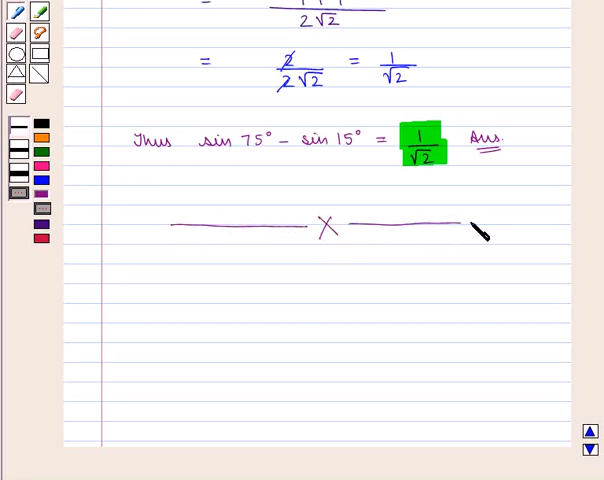 = 2√2
= 2/2√2 = 1/√2
Thus sin 75° - sin 15° = 1/√2 Ans.
X